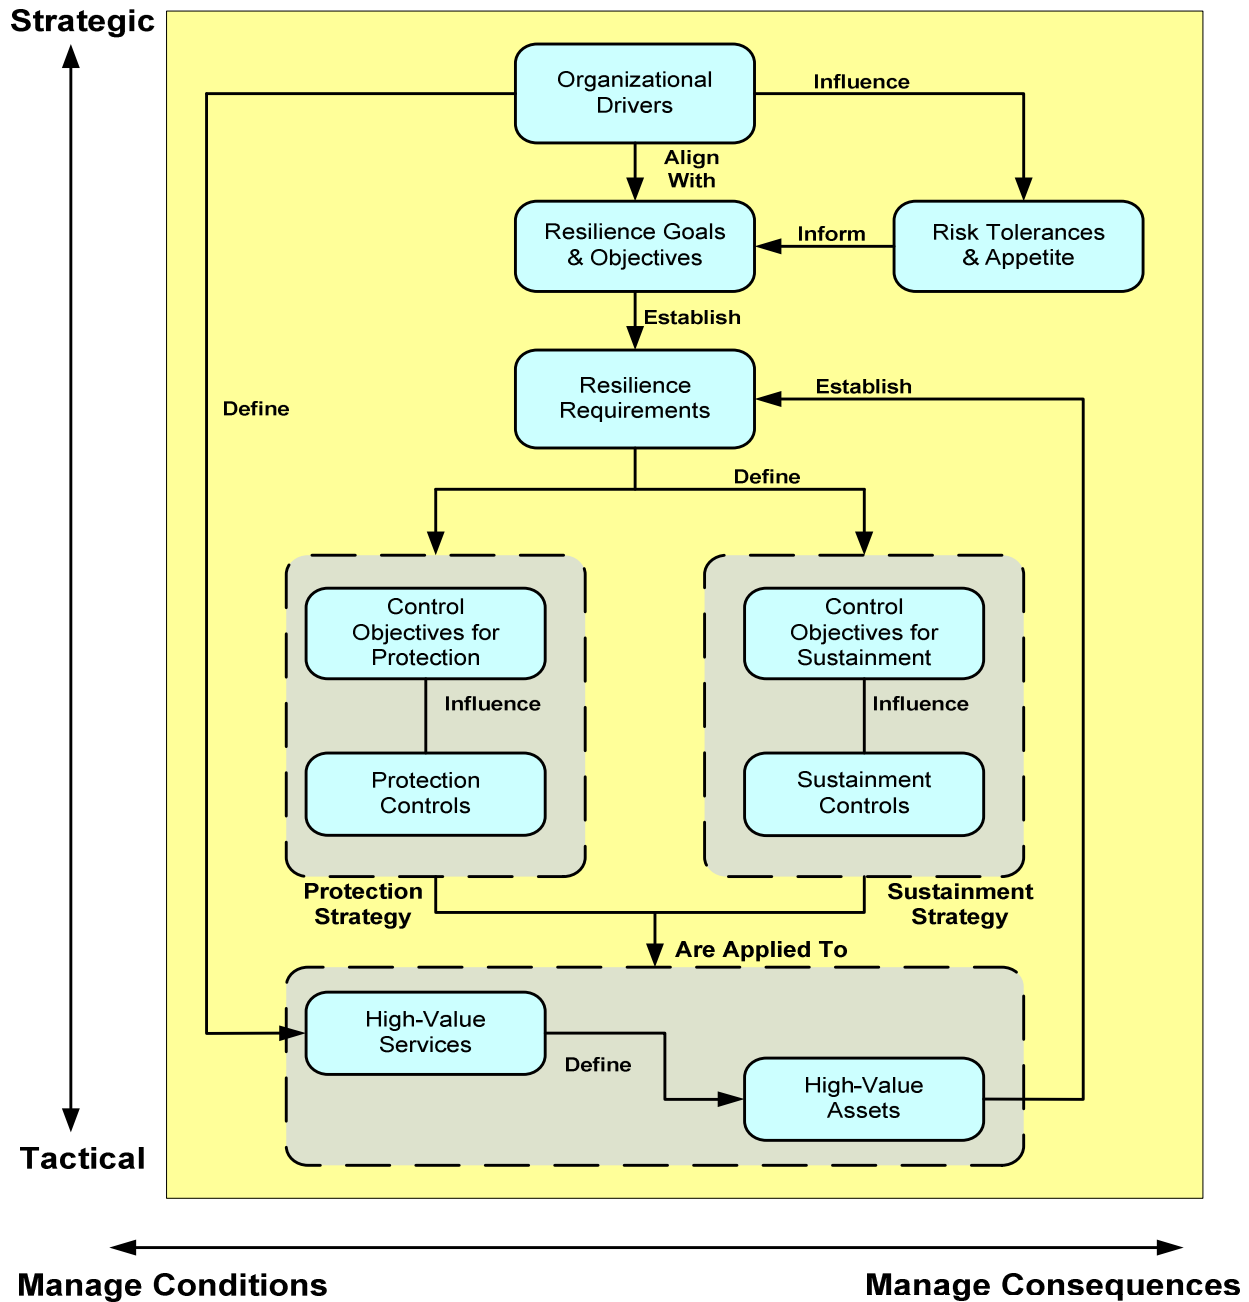 Strategic
Organizational
Drivers
Influence
Align
With
Resilience Goals
& Objectives
Inform
Risk Tolerances
& Appetite
Establish
Resilience
Requirements
Establish
Define
Define
Control
Objectives for
Protection
Control
Objectives for
Sustainment
Influence
Influence
Protection
Controls
Sustainment
Controls
Protection
Strategy
Sustainment
Strategy
Are Applied To
High-Value
Services
Define
High-Value
Assets
Tactical
Manage Conditions
Manage Consequences